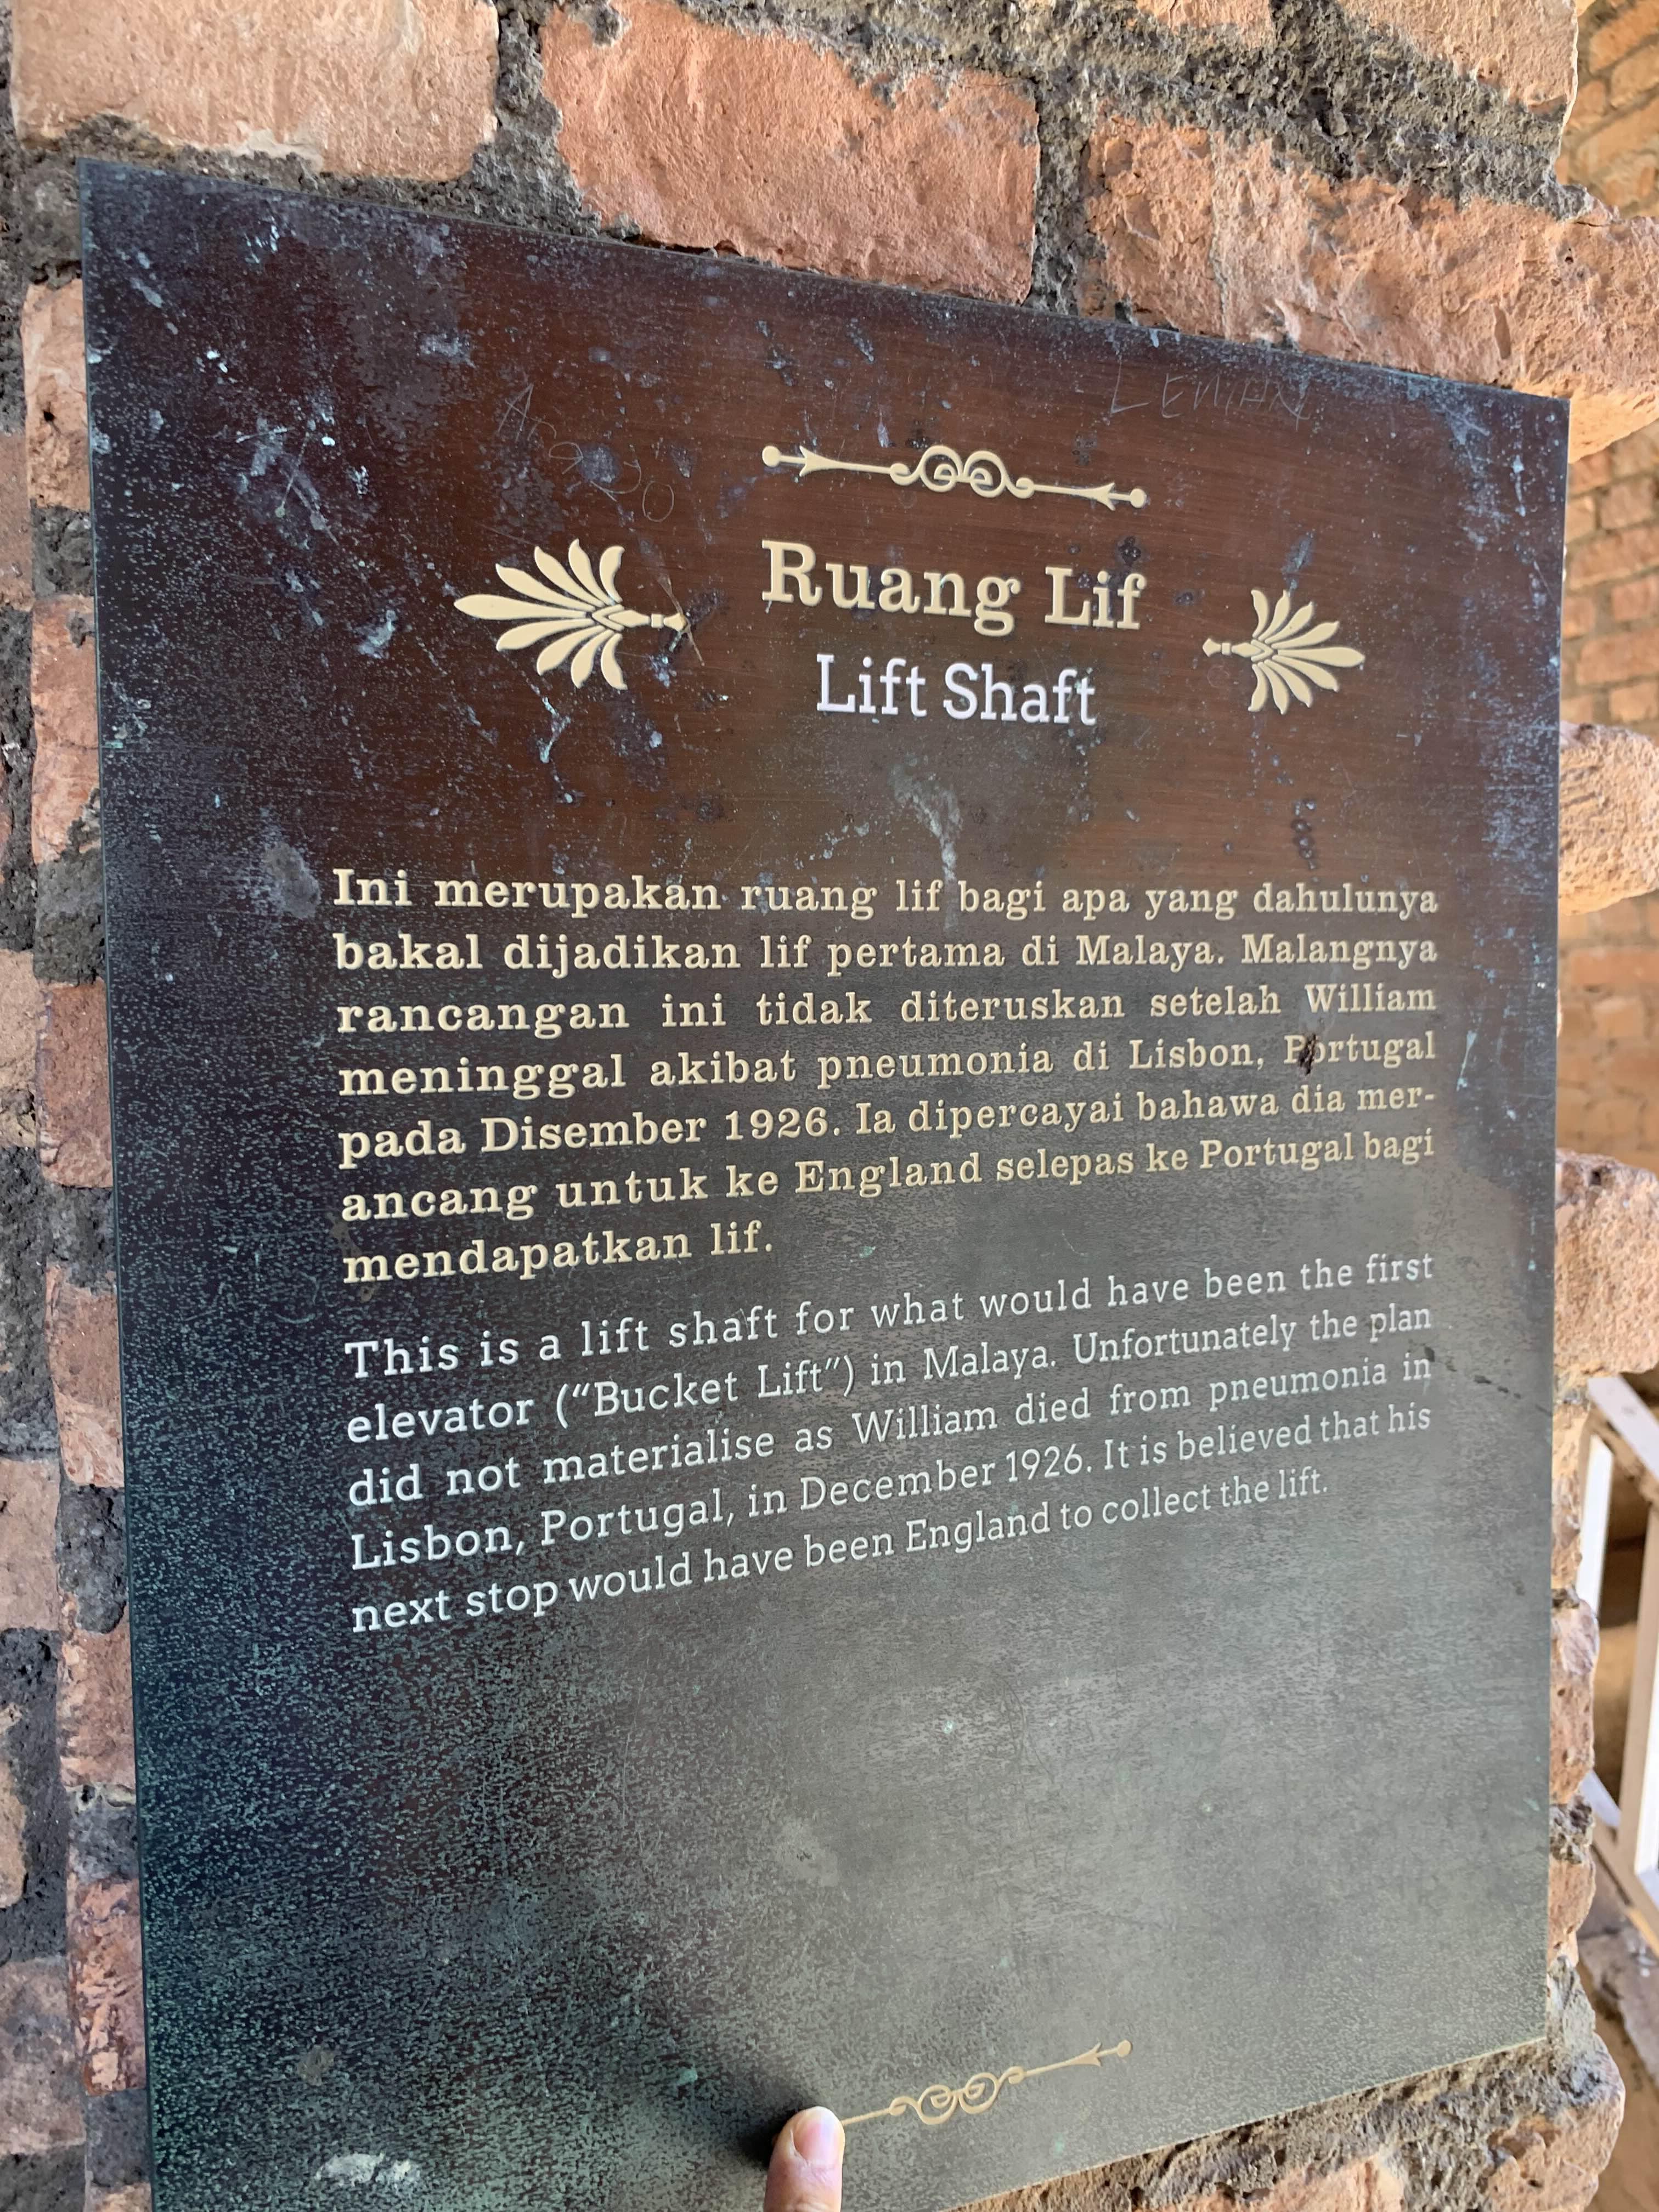 LEWAN
Ruang Lif
Lift Shaft
Ini merupakan ruang lif bagi apa yang dahulunya
bakal dijadikan lif pertama di Malaya. Malangnya
rancangan ini tidak diteruskan setelah William
meninggal akibat pneumonia di Lisbon, Portugal
pada Disember 1926. Ia dipercayai bahawa dia mer-
ancang untuk ke England selepas ke Portugal bagi
mendapatkan lif.
This is a lift shaft for what would have been the first
elevator (“Bucket Lift”) in Malaya. Unfortunately the plan
did not materialise as William died from pneumonia in
Lisbon, Portugal, in December 1926. It is believed that his
next stop would have been England to collect the lift.